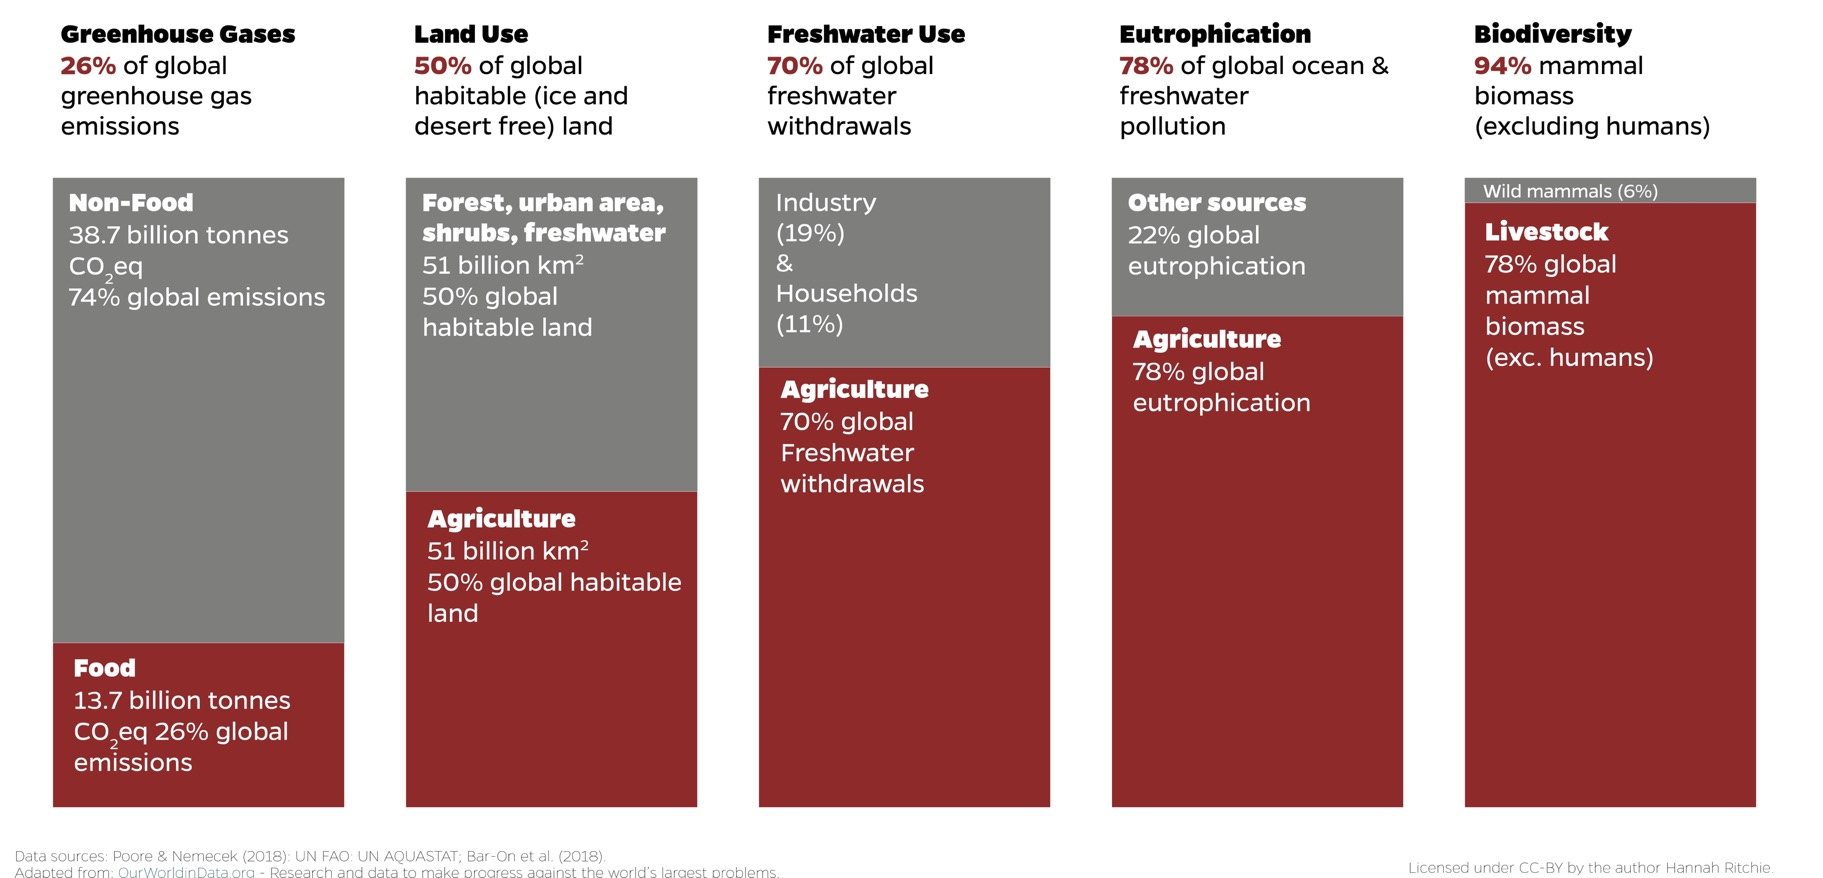 Greenhouse Gases
26% of global
greenhouse gas
emissions
Land Use
50% of global
habitable (ice and
desert free) land
Freshwater Use
70% of global
freshwater
withdrawals
Eutrophication
78% of global ocean &
freshwater
pollution
Biodiversity
94% mammal
biomass
(excluding humans)
Non-Food
38.7 billion tonnes
CO₂eq
74% global emissions
Food
13.7 billion tonnes
CO₂eq 26% global
emissions
Forest, urban area,
shrubs, freshwater
51 billion km²
50% global
habitable land
Agriculture
51 billion km²
50% global habitable
land
Industry
(19%)
&
Households
(11%)
Agriculture
70% global
Freshwater
withdrawals
Other sources
22% global
eutrophication
Agriculture
78% global
eutrophication
Wild mammals (6%)
Livestock
78% global
mammal
biomass
(exc. humans)
Data sources: Poore & Nemecek (2018): UN FAO: UN AQUASTAT; Bar-On et al. (2018).
Adapted from: OurWorldinData.org - Research and data to make progress against the world's largest problems.
Licensed under CC-BY by the author Hannah Ritchie.